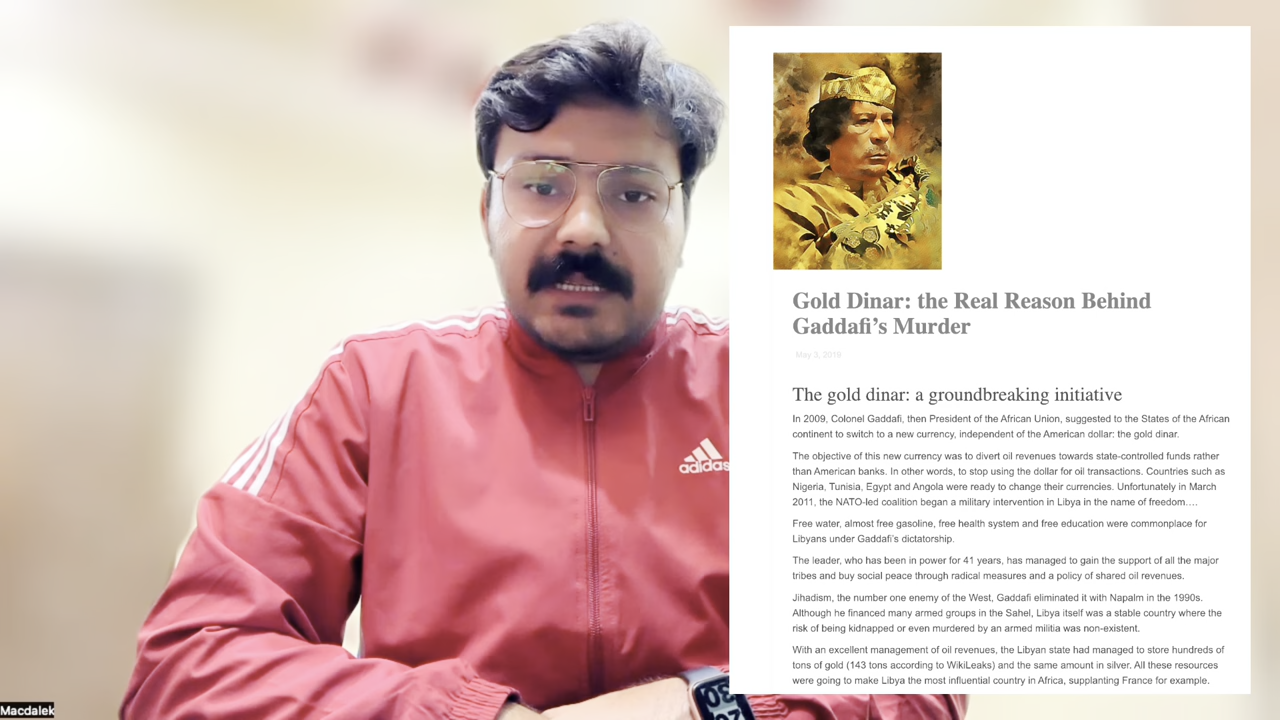 Gold Dinar: the Real Reason Behind
Gaddafi’s Murder
May 3, 2019
The gold dinar: a groundbreaking initiative
In 2009, Colonel Gaddafi, then President of the African Union, suggested to the States of the African
continent to switch to a new currency, independent of the American dollar: the gold dinar.
The objective of this new currency was to divert oil revenues towards state-controlled funds rather
than American banks. In other words, to stop using the dollar for oil transactions. Countries such as
Nigeria, Tunisia, Egypt and Angola were ready to change their currencies. Unfortunately in March
2011, the NATO-led coalition began a military intervention in Libya in the name of freedom….
Free water, almost free gasoline, free health system and free education were commonplace for
Libyans under Gaddafi’s dictatorship.
The leader, who has been in power for 41 years, has managed to gain the support of all the major
tribes and buy social peace through radical measures and a policy of shared oil revenues.
Jihadism, the number one enemy of the West, Gaddafi eliminated it with Napalm in the 1990s.
Although he financed many armed groups in the Sahel, Libya itself was a stable country where the
risk of being kidnapped or even murdered by an armed militia was non-existent.
With an excellent management of oil revenues, the Libyan state had managed to store hundreds of
tons of gold (143 tons according to WikiLeaks) and the same amount in silver. All these resources
were going to make Libya the most influential country in Africa, supplanting France for example.
adidas
Macdalek